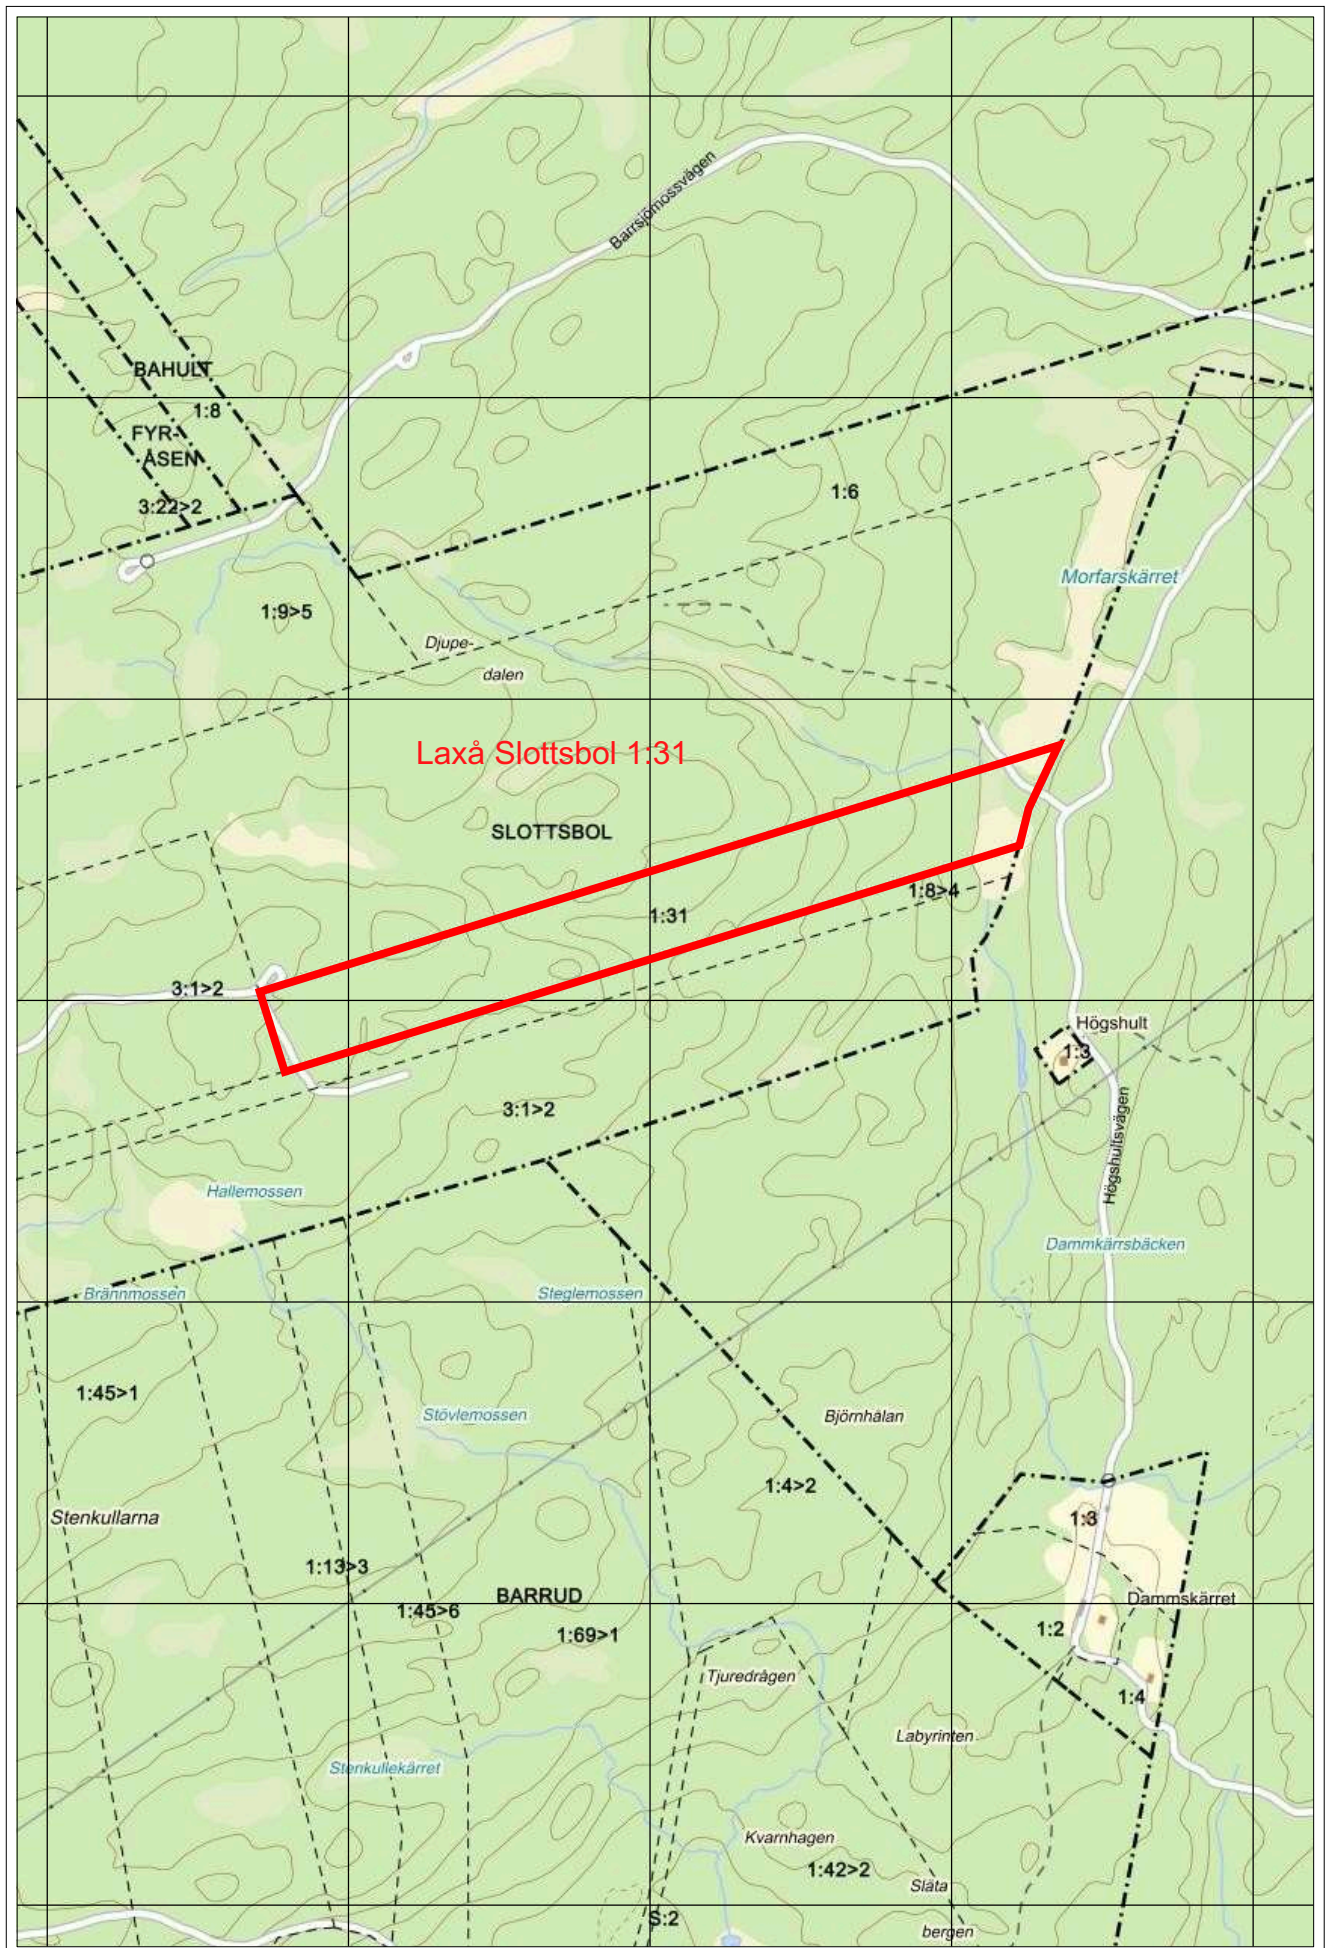 Barrsjömossvägen
BAHULT
1:8
FYR-
ÅSEN
3:22>2
1:6
Morfarskärret
1:9>5
Djupe-
dalen
Laxå Slottsbol 1:31
SLOTTSBOL
1:8>4
1:31
3:1>2
Högshult
1:3
3:1>2
Högshultsvägen
Hallemossen
Dammkärrsbäcken
Brännmossen
Steglemossen
1:45>1
Stövlemossen
Björnhålan
1:4>2
Stenkullarna
1:3
1:13>3
BARRUD
Dammskärret
1:45>6
1:69>1
1:2
Tjuredrågen
1:4
Labyrinten
Stenkullekärret
Kvarnhagen
1:42>2
Släta
bergen
S:2